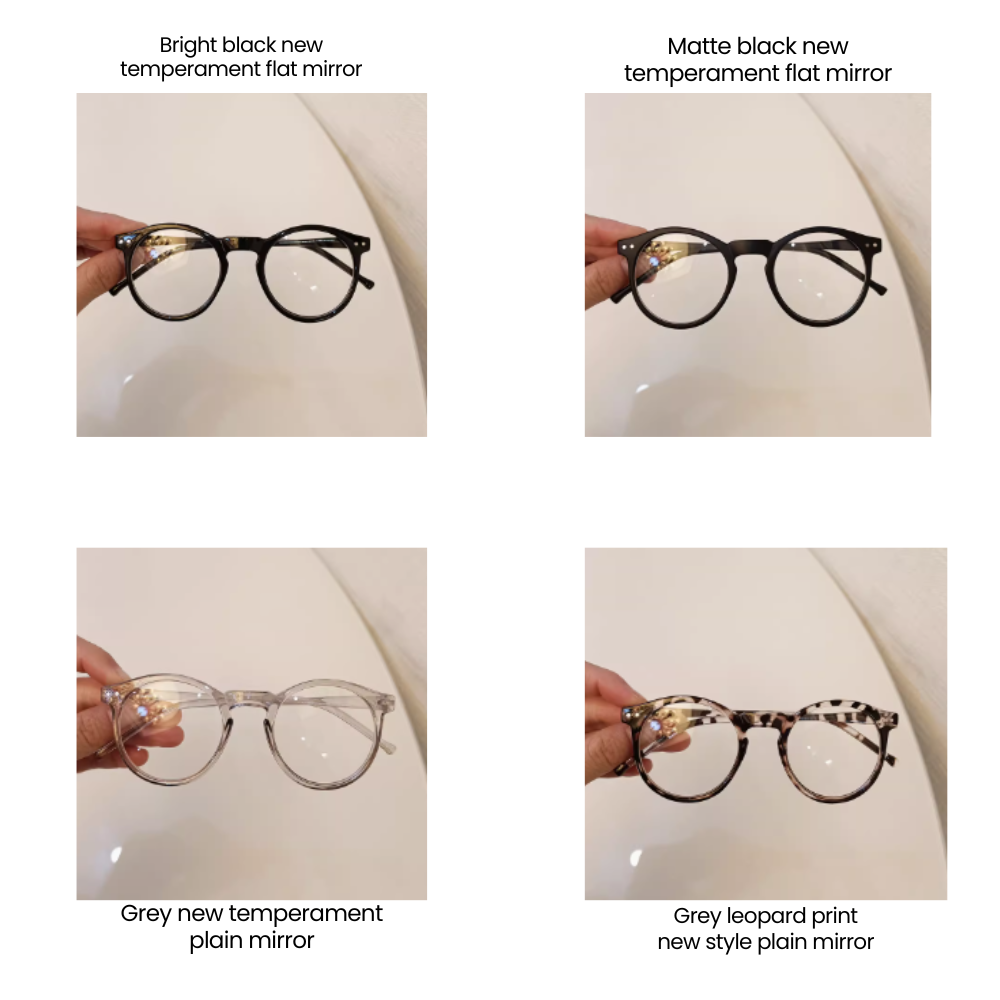 Bright black new
temperament flat mirror
Matte black new
temperament flat mirror
Grey new temperament
plain mirror
Grey leopard print
new style plain mirror